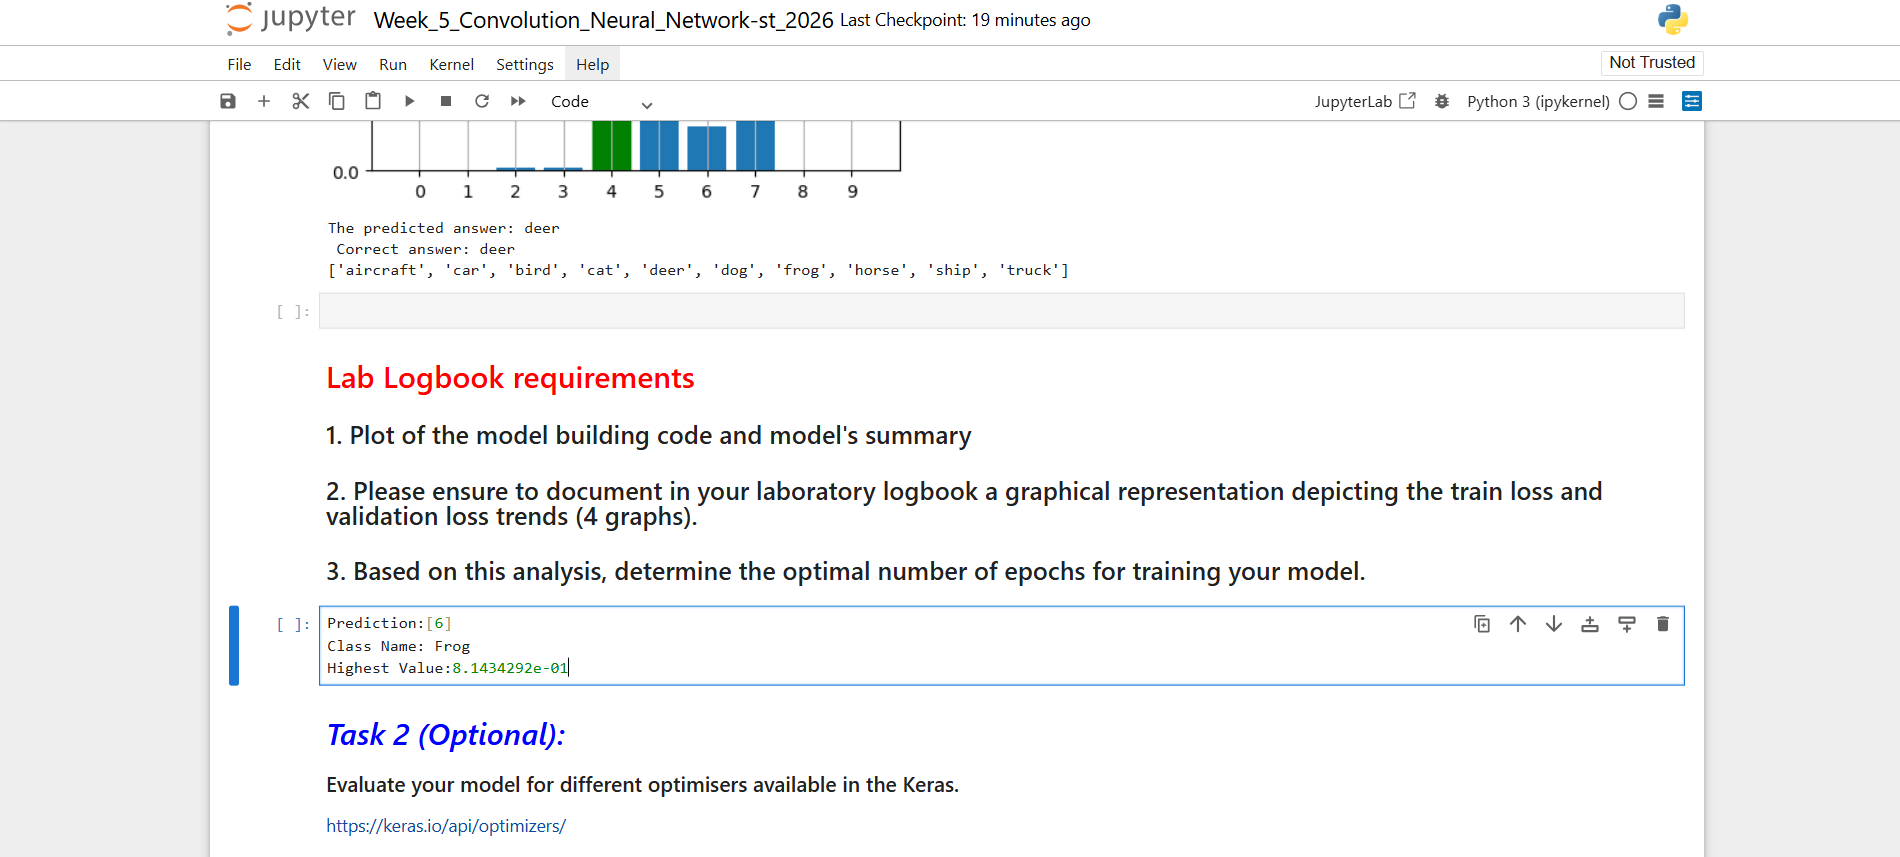 jupyter Week_5_Convolution_Neural_Network-st_2026 Last Checkpoint: 19 minutes ago
File Edit View Run Kernel Settings Help Not Trusted
Code JupyterLab Python 3 (ipykernel)
0.0
0 1 2 3 4 5 6 7 8 9
The predicted answer: deer
Correct answer: deer
['aircraft', 'car', 'bird', 'cat', 'deer', 'dog', 'frog', 'horse', 'ship', 'truck']
[ ]:
Lab Logbook requirements
1. Plot of the model building code and model's summary
2. Please ensure to document in your laboratory logbook a graphical representation depicting the train loss and
validation loss trends (4 graphs).
3. Based on this analysis, determine the optimal number of epochs for training your model.
[ ]: Prediction:[6]
Class Name: Frog
Highest Value:8.1434292e-01
Task 2 (Optional):
Evaluate your model for different optimisers available in the Keras.
https://keras.io/api/optimizers/